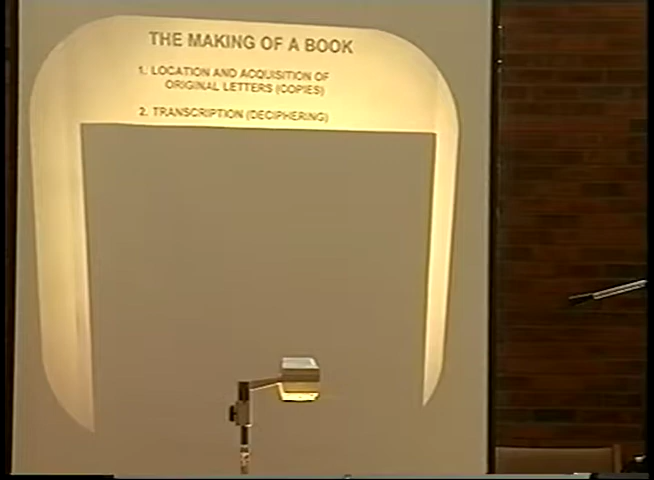 THE MAKING OF A BOOK
1. LOCATION AND ACQUISITION OF
ORIGINAL LETTERS (COPIES)
2. TRANSCRIPTION (DECIPHERING)